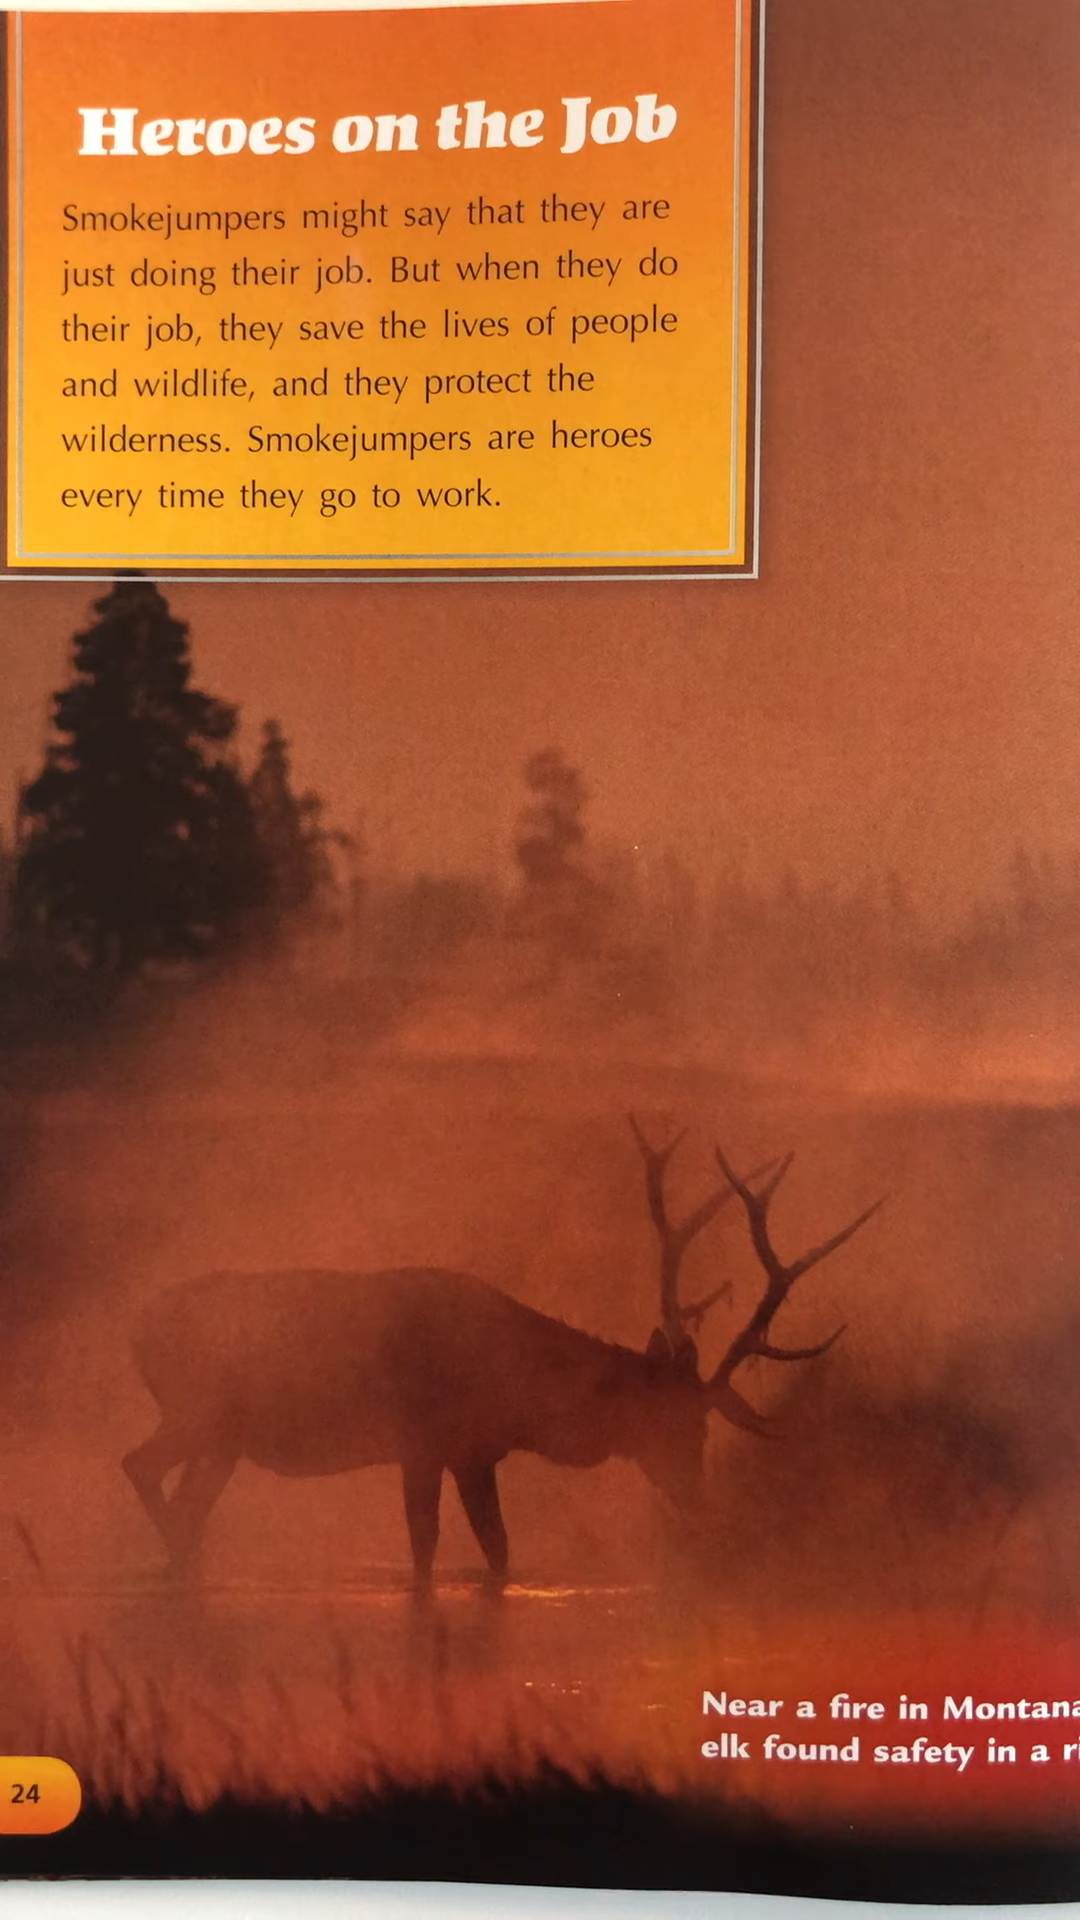 Heroes on the Job
Smokejumpers might say that they are
just doing their job. But when they do
their job, they save the lives of people
and wildlife, and they protect the
wilderness. Smokejumpers are heroes
every time they go to work.
Near a fire in Montana
elk found safety in a
24